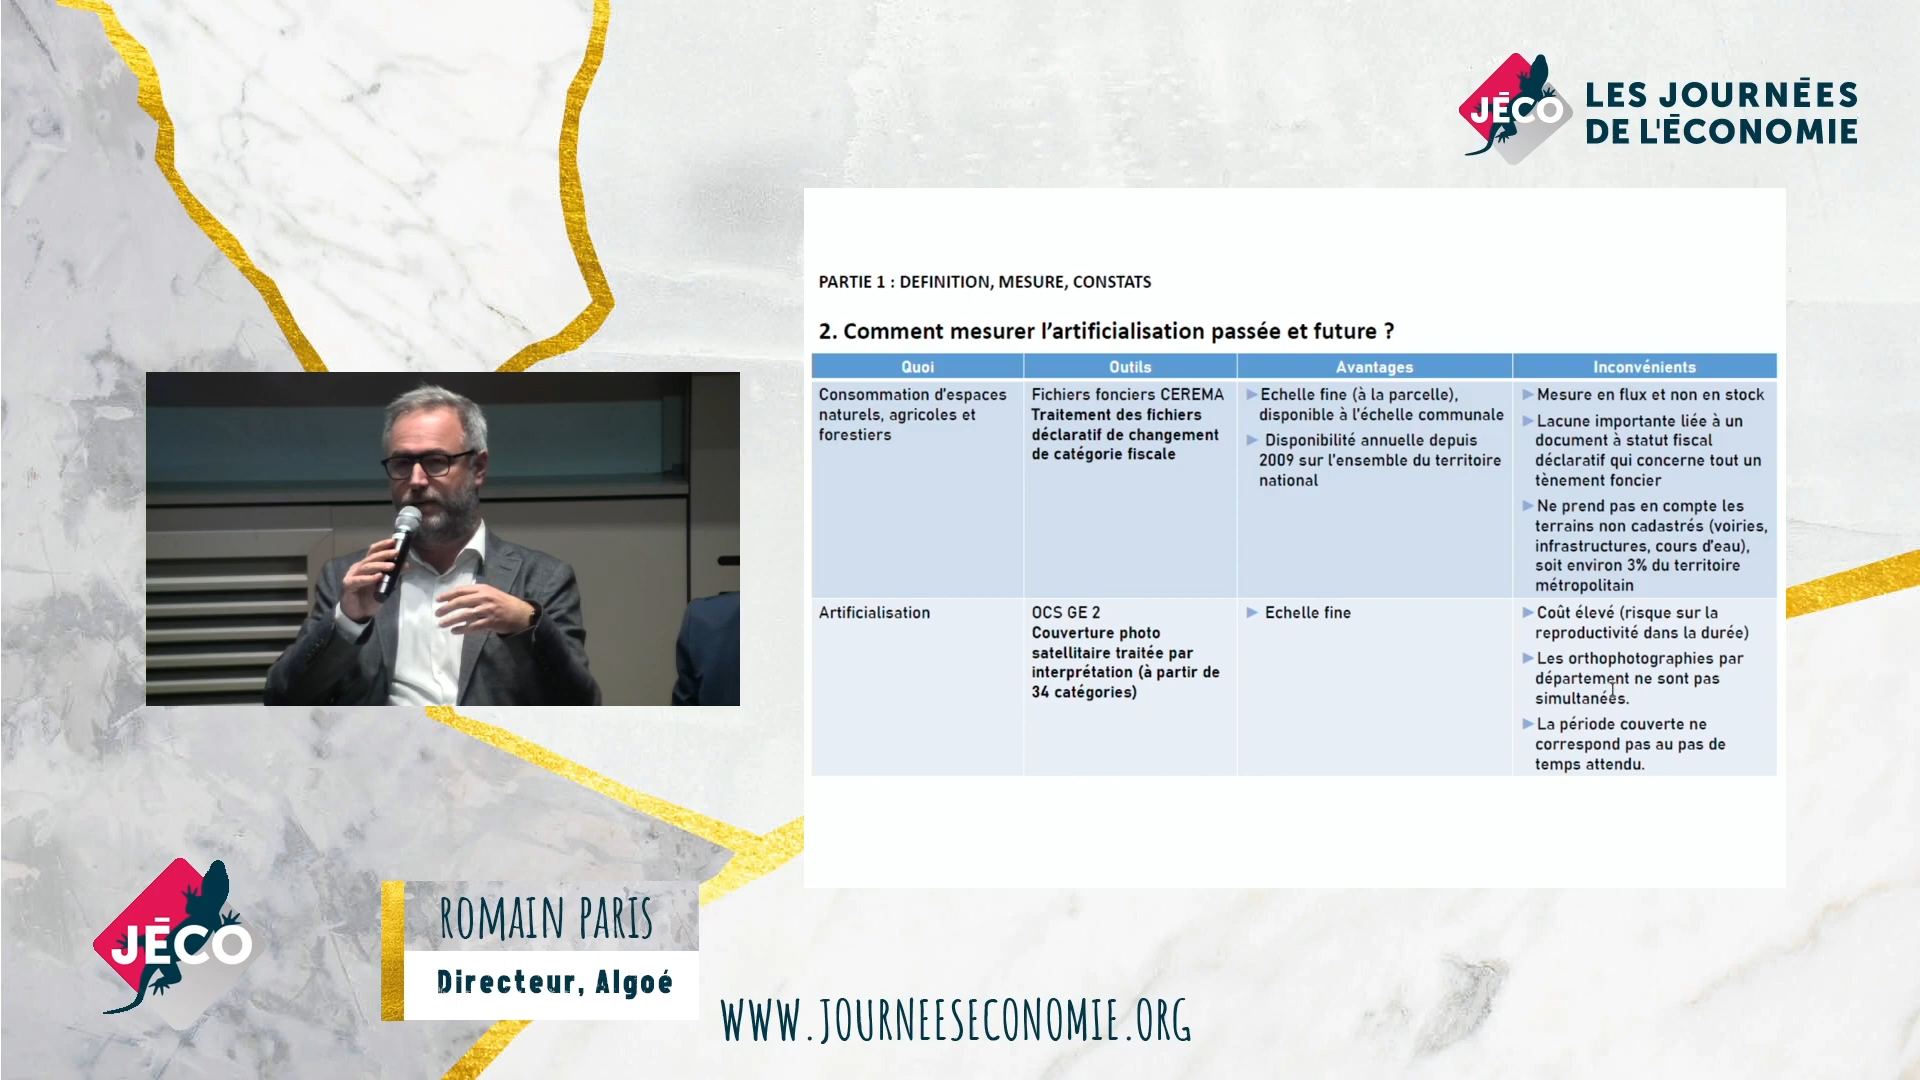 JÉCO
LES JOURNÉES
DE L'ÉCONOMIE
PARTIE 1 : DEFINITION, MESURE, CONSTATS
2. Comment mesurer l’artificialisation passée et future ?
Quoi
Outils
Avantages
Inconvénients
Consommation d'espaces
naturels, agricoles et
forestiers
Fichiers fonciers CEREMA
Traitement des fichiers
déclaratif de changement
de catégorie fiscale
Echelle fine (à la parcelle),
disponible à l'échelle communale
Disponibilité annuelle depuis
2009 sur l'ensemble du territoire
national
Mesure en flux et non en stock
Lacune importante liée à un
document à statut fiscal
déclaratif qui concerne tout un
tènement foncier
Ne prend pas en compte les
terrains non cadastrés (voiries,
infrastructures, cours d'eau),
soit environ 3% du territoire
métropolitain
Artificialisation
OCS GE 2
Couverture photo
satellitaire traitée par
interprétation (à partir de
34 catégories)
Echelle fine
Coût élevé (risque sur la
reproductivité dans la durée)
Les orthophotographies par
département ne sont pas
simultanées.
La période couverte ne
correspond pas au pas de
temps attendu.
JÉCO
ROMAIN PARIS
Directeur, Algoé
WWW.JOURNEESECONOMIE.ORG